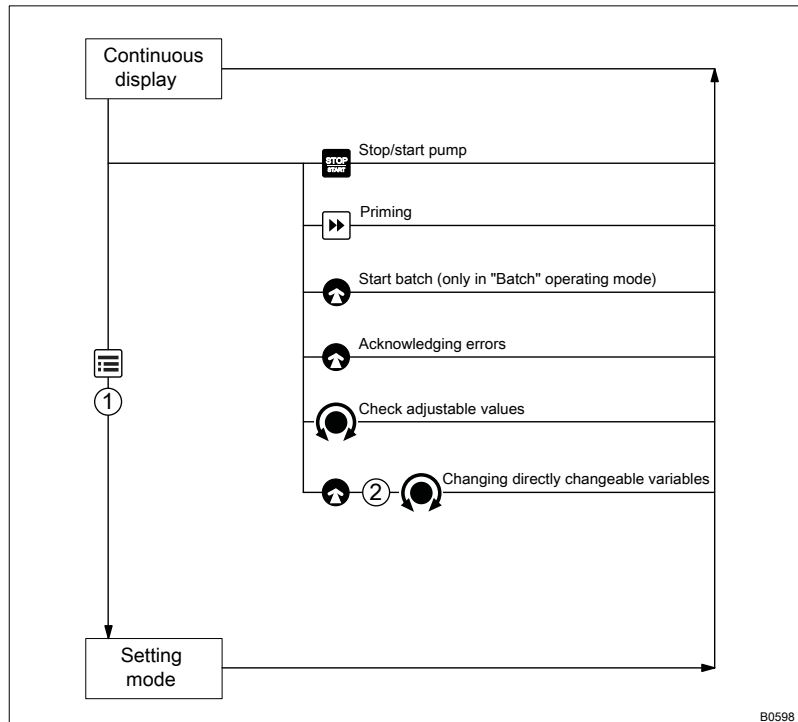 Continuous
display
STOP
START
Stop/start pump
Priming
Start batch (only in "Batch" operating mode)
Acknowledging errors
1
Check adjustable values
2
Changing directly changeable variables
Setting
mode
B0598